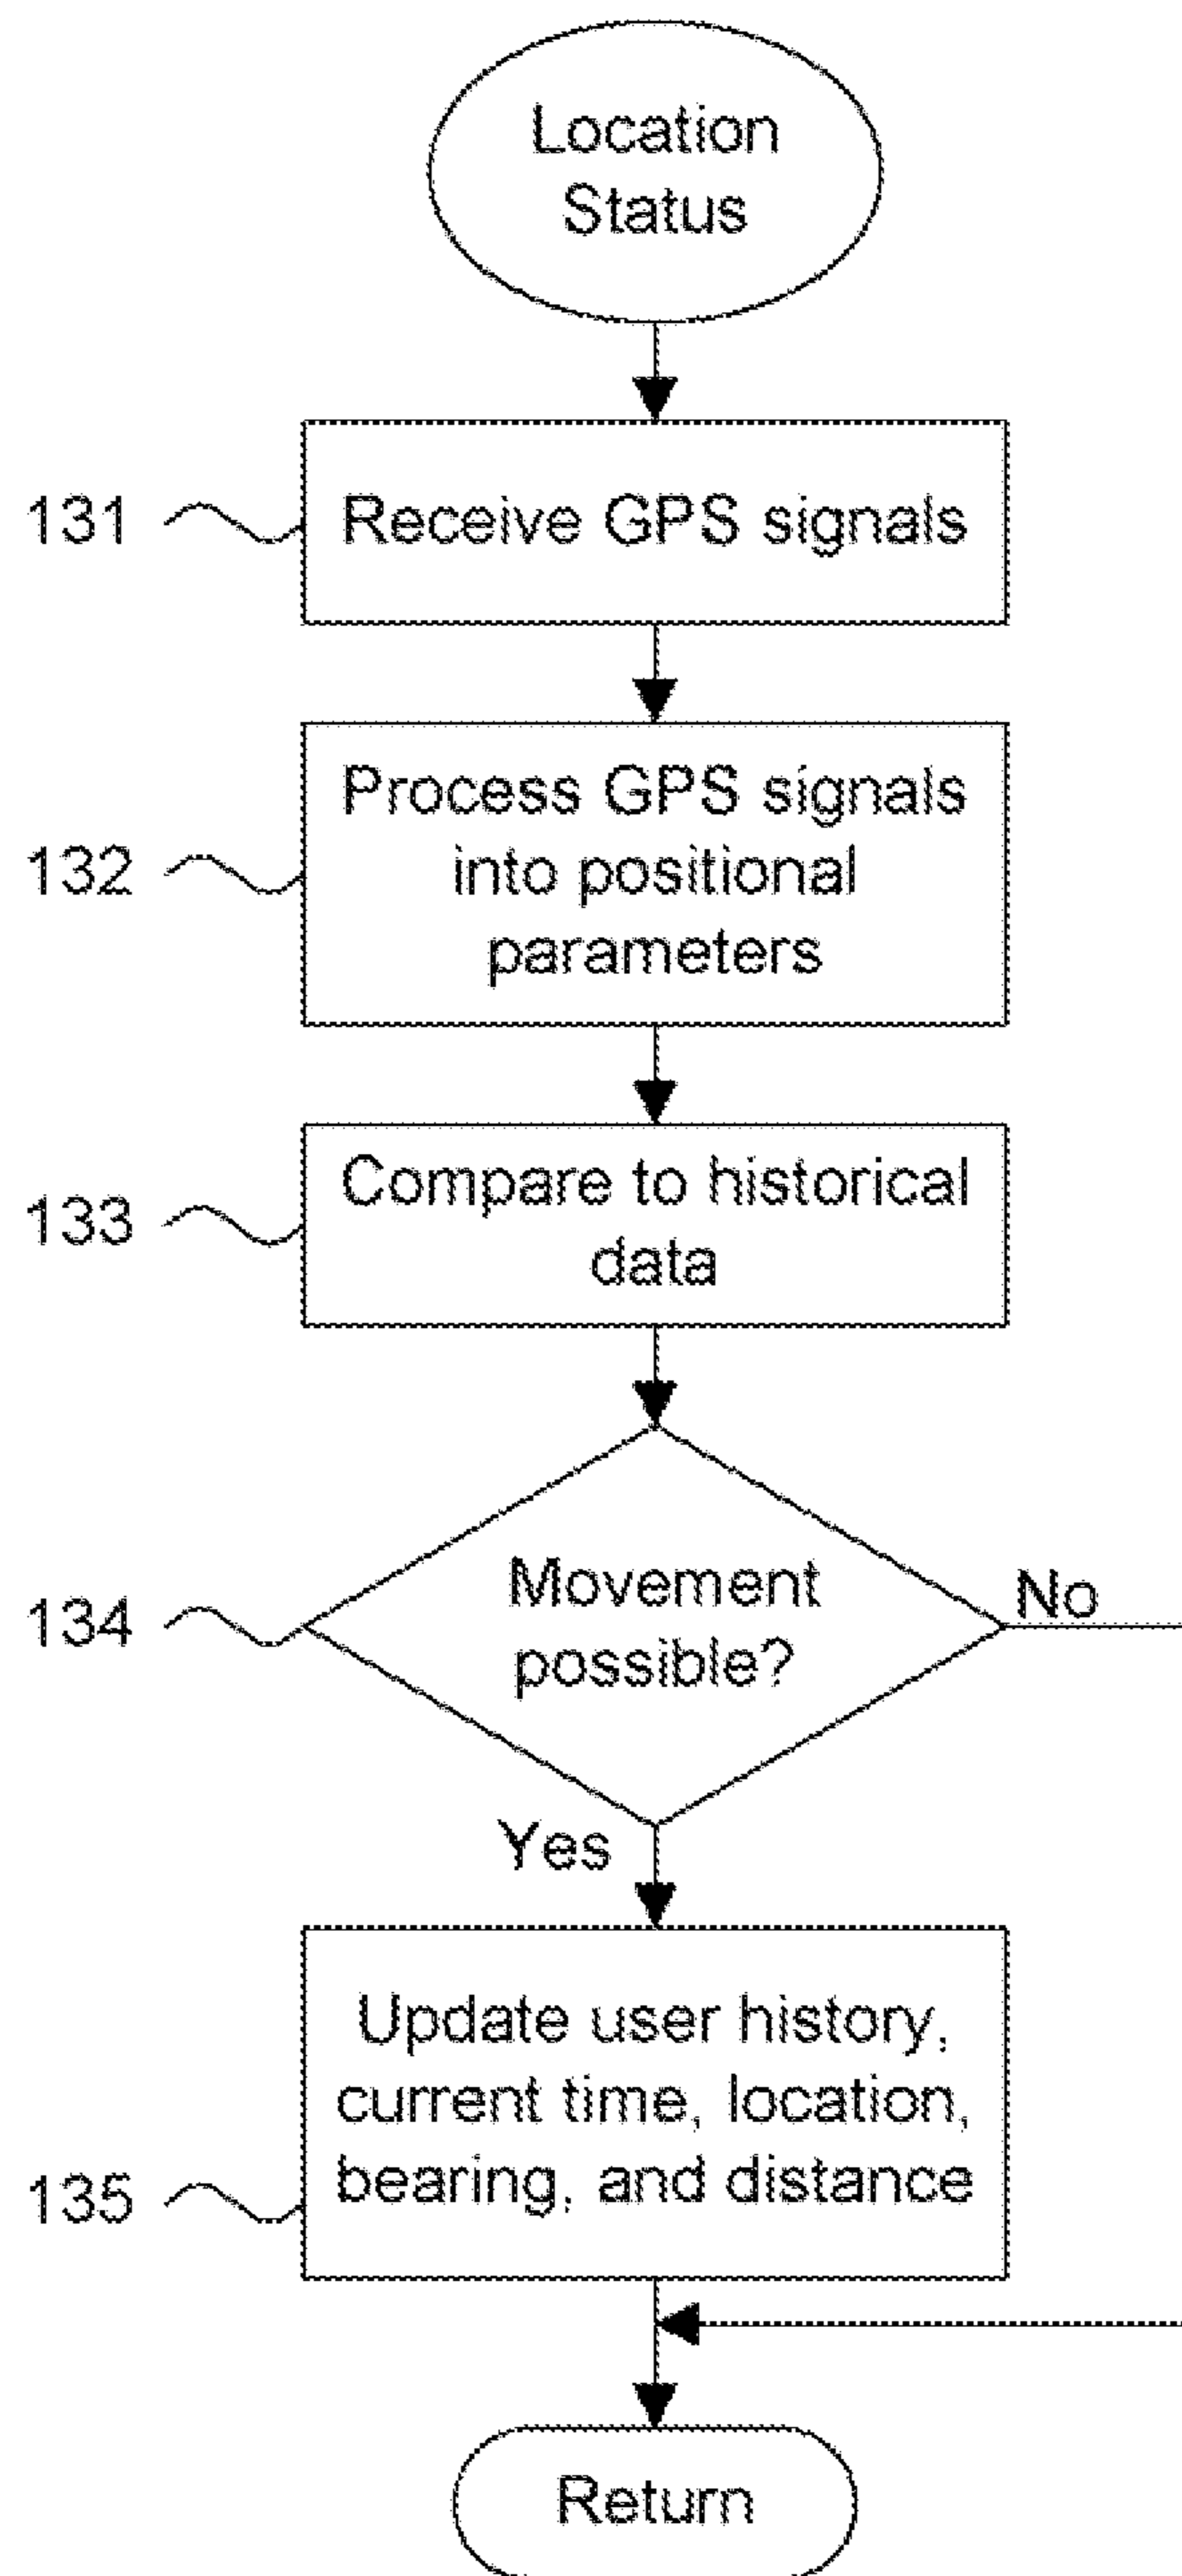 Location
Status
131
Receive GPS signals
132
Process GPS signals
into positional
parameters
133
Compare to historical
data
134
Movement
possible?
No
Yes
135
Update user history,
current time, location,
bearing, and distance
Return